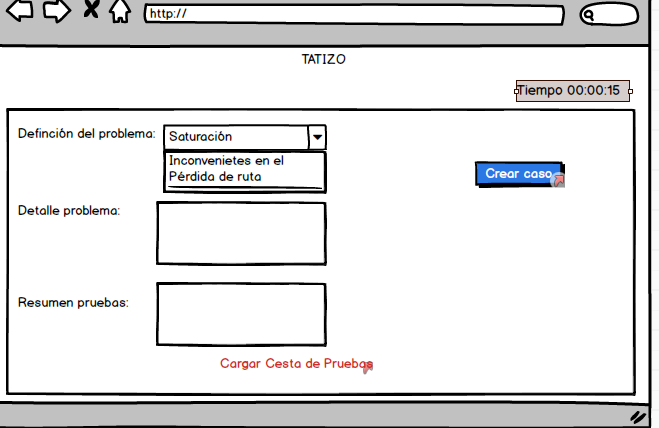 http://
TATIZO
Tiempo 00:00:15
Definción del problema:
Saturación
Inconvenietes en el
Pérdida de ruta
Crear caso
Detalle problema:
Resumen pruebas:
Cargar Cesta de Pruebas